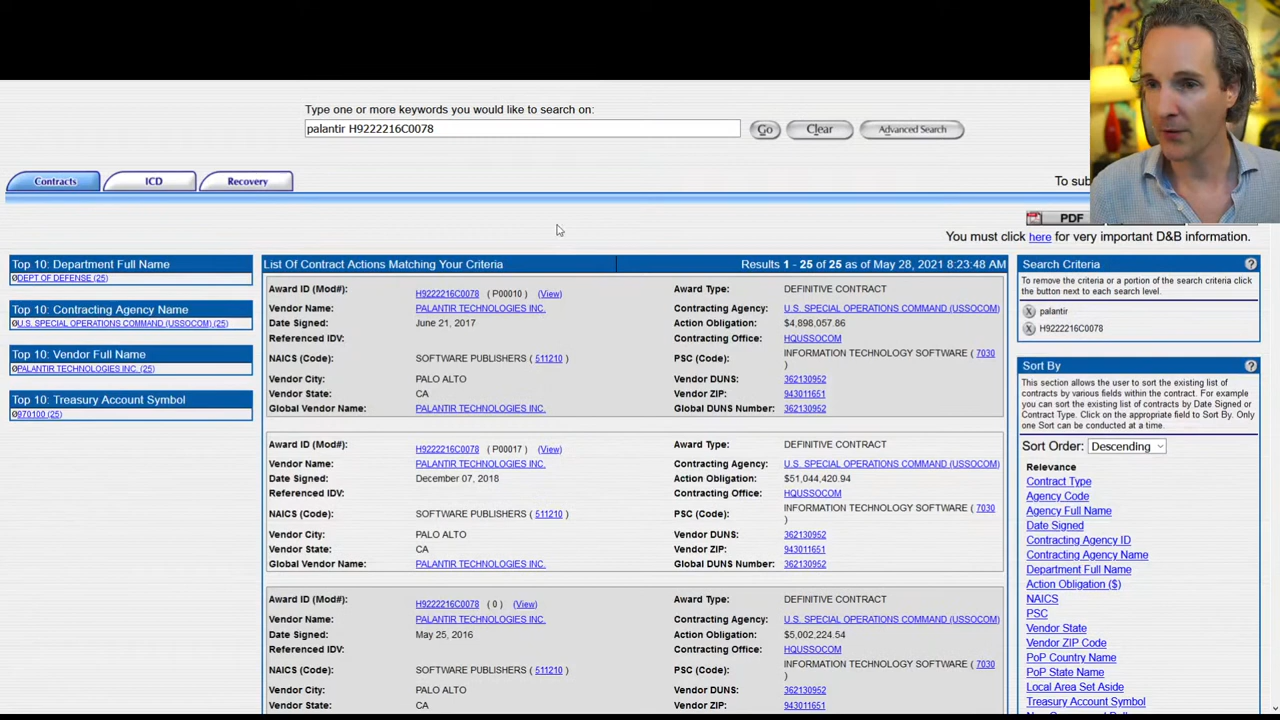 Type one or more keywords you would like to search on:
palantir H9222216C0078
Go
Clear
Advanced Search
Contracts
ICD
Recovery
To sub
PDF
You must click here for very important D&B information.
Top 10: Department Full Name
DEPT OF DEFENSE (25)
Top 10: Contracting Agency Name
U.S. SPECIAL OPERATIONS COMMAND (USSOCOM) (25)
Top 10: Vendor Full Name
PALANTIR TECHNOLOGIES INC. (25)
Top 10: Treasury Account Symbol
970100 (25)
List Of Contract Actions Matching Your Criteria
Results 1 - 25 of 25 as of May 28, 2021 8:23:48 AM
Award ID (Mod#): H9222216C0078 ( P00010 ) (View) Award Type: DEFINITIVE CONTRACT
Vendor Name: PALANTIR TECHNOLOGIES INC. Contracting Agency: U.S. SPECIAL OPERATIONS COMMAND (USSOCOM)
Date Signed: June 21, 2017 Action Obligation: $4,898,057.86
Referenced IDV: Contracting Office: HQUSSOCOM
NAICS (Code): SOFTWARE PUBLISHERS ( 511210 ) PSC (Code): INFORMATION TECHNOLOGY SOFTWARE ( 7030
)
Vendor City: PALO ALTO Vendor DUNS: 362130952
Vendor State: CA Vendor ZIP: 943011651
Global Vendor Name: PALANTIR TECHNOLOGIES INC. Global DUNS Number: 362130952
Award ID (Mod#): H9222216C0078 ( P00017 ) (View) Award Type: DEFINITIVE CONTRACT
Vendor Name: PALANTIR TECHNOLOGIES INC. Contracting Agency: U.S. SPECIAL OPERATIONS COMMAND (USSOCOM)
Date Signed: December 07, 2018 Action Obligation: $51,044,420.94
Referenced IDV: Contracting Office: HQUSSOCOM
NAICS (Code): SOFTWARE PUBLISHERS ( 511210 ) PSC (Code): INFORMATION TECHNOLOGY SOFTWARE ( 7030
)
Vendor City: PALO ALTO Vendor DUNS: 362130952
Vendor State: CA Vendor ZIP: 943011651
Global Vendor Name: PALANTIR TECHNOLOGIES INC. Global DUNS Number: 362130952
Award ID (Mod#): H9222216C0078 ( 0 ) (View) Award Type: DEFINITIVE CONTRACT
Vendor Name: PALANTIR TECHNOLOGIES INC. Contracting Agency: U.S. SPECIAL OPERATIONS COMMAND (USSOCOM)
Date Signed: May 25, 2016 Action Obligation: $5,002,224.54
Referenced IDV: Contracting Office: HQUSSOCOM
NAICS (Code): SOFTWARE PUBLISHERS ( 511210 ) PSC (Code): INFORMATION TECHNOLOGY SOFTWARE ( 7030
)
Vendor City: PALO ALTO Vendor DUNS: 362130952
Vendor State: CA Vendor ZIP: 943011651
Search Criteria ?
To remove the criteria or a portion of the search criteria click
the button next to each search level.
X palantir
X H9222216C0078
Sort By ?
This section allows the user to sort the existing list of
contracts by various fields within the contract. For example
you can sort the existing list of contracts by Date Signed or
Contract Type. Click on the appropriate field to Sort By. Only
one Sort can be conducted at a time.
Sort Order: Descending
Relevance
Contract Type
Agency Code
Agency Full Name
Date Signed
Contracting Agency ID
Contracting Agency Name
Department Full Name
Action Obligation ($)
NAICS
PSC
Vendor State
Vendor ZIP Code
PoP Country Name
PoP State Name
Local Area Set Aside
Treasury Account Symbol